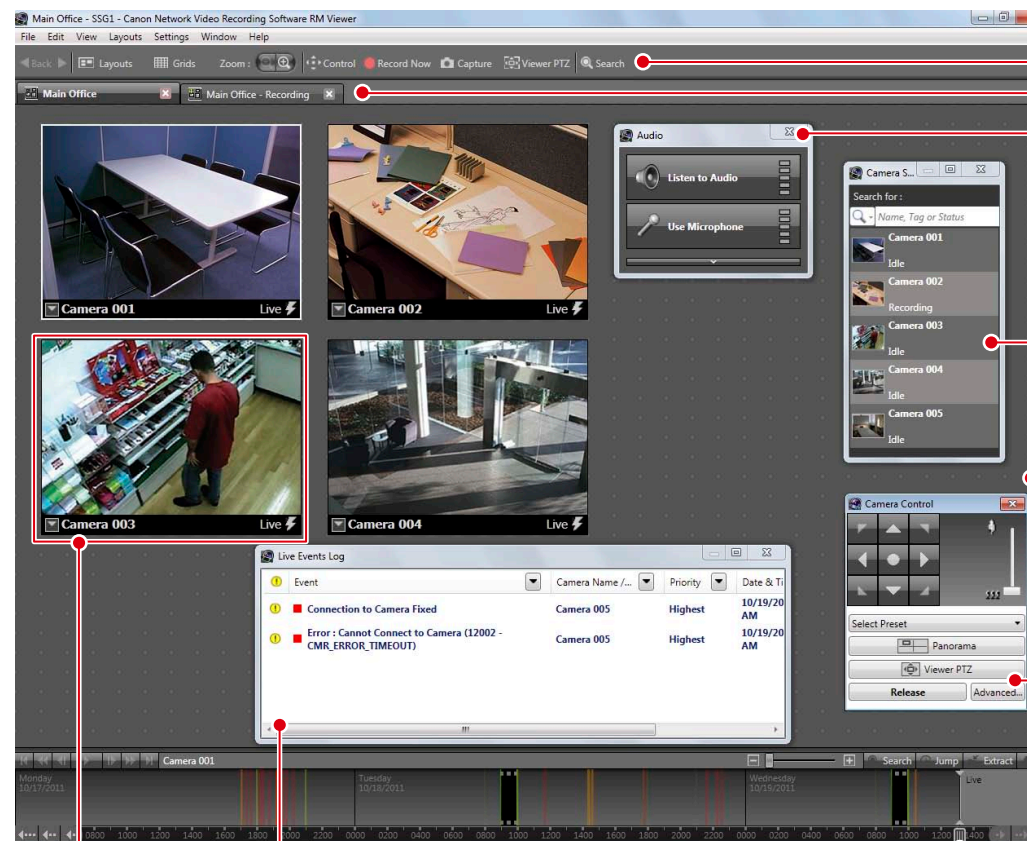 Main Office - SSG1 - Canon Network Video Recording Software RM Viewer
File Edit View Layouts Settings Window Help
Back Layouts Grids Zoom : Control Record Now Capture Viewer PTZ Search
Main Office Main Office - Recording
Camera 001 Live
Camera 002 Live
Camera 003 Live
Camera 004 Live
Audio
Listen to Audio
Use Microphone
Camera S...
Search for :
Name, Tag or Status
Camera 001
Idle
Camera 002
Recording
Camera 003
Idle
Camera 004
Idle
Camera 005
Idle
Camera Control
Select Preset
Panorama
Viewer PTZ
Release Advanced...
Live Events Log
Event Camera Name /... Priority Date & Ti
Connection to Camera Fixed Camera 005 Highest 10/19/20
AM
Error : Cannot Connect to Camera (12002 - Camera 005 Highest 10/19/20
CMR_ERROR_TIMEOUT) AM
Camera 001 Search Jump Extract
Monday Tuesday Wednesday Live
10/17/2011 10/18/2011 10/19/2011
0800 1000 1200 1400 1600 1800 2000 2200 0000 0200 0400 0600 0800 1000 1200 1400 1600 1800 2000 2200 0000 0200 0400 0600 0800 1000 1200 1400